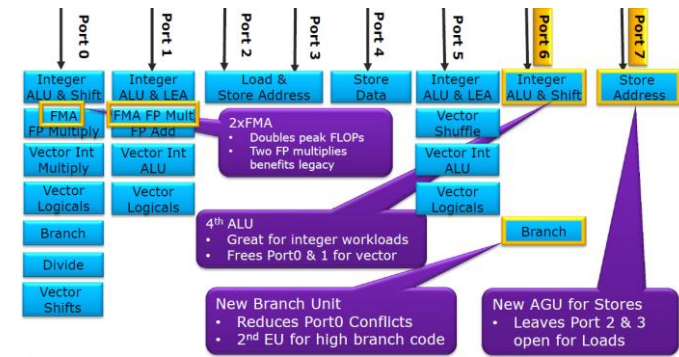 Port 0
Port 1
Port 2
Port 3
Port 4
Port 5
Port 6
Port 7
Integer
ALU & Shift
Integer
ALU & LEA
Load &
Store Address
Store
Data
Integer
ALU & LEA
Integer
ALU & Shift
Store
Address
FMA
FP Multiply
FMA FP Mult
FP Add
Vector Int
Multiply
Vector Int
ALU
Vector
Logicals
Vector
Logicals
Branch
Divide
Vector
Shifts
Vector
Shuffle
Vector Int
ALU
Vector
Logicals
Branch
2xFMA
• Doubles peak FLOPs
• Two FP multiplies
benefits legacy
4th ALU
• Great for integer workloads
• Frees Port0 & 1 for vector
New Branch Unit
• Reduces Port0 Conflicts
• 2nd EU for high branch code
New AGU for Stores
• Leaves Port 2 & 3
open for Loads